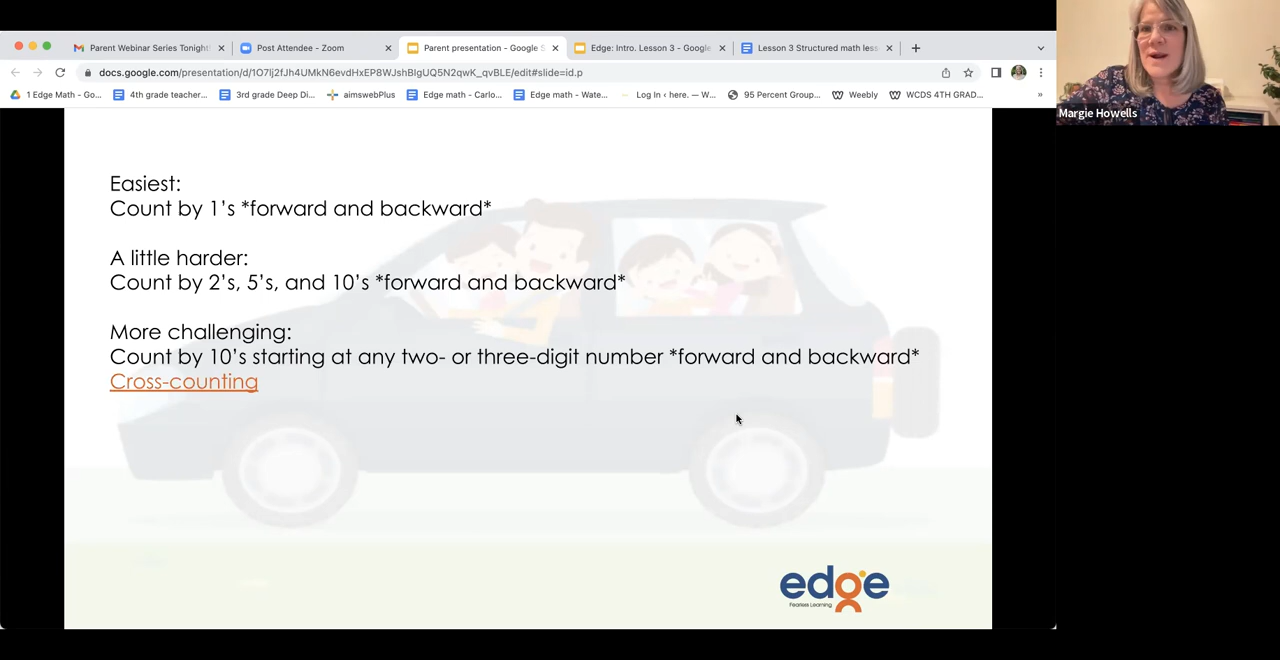 Parent Webinar Series Tonight
Post Attendee - Zoom
Parent presentation - Google S
Edge: Intro. Lesson 3 - Google
Lesson 3 Structured math less
docs.google.com/presentation/d/1O7Ij2fJh4UMkN6evdHxEP8WJshBIgUQ5N2qwK_qvBLE/edit#slide=id.p
1 Edge Math - Go...
4th grade teacher...
3rd grade Deep Di...
aimswebPlus
Edge math - Carlo...
Edge math - Wate...
Log In ‹ here. — W...
95 Percent Group...
Weebly
WCDS 4TH GRAD...
»
Margie Howells
Easiest:
Count by 1's *forward and backward*
A little harder:
Count by 2's, 5's, and 10's *forward and backward*
More challenging:
Count by 10's starting at any two- or three-digit number *forward and backward*
Cross-counting
edge
Fearless Learning